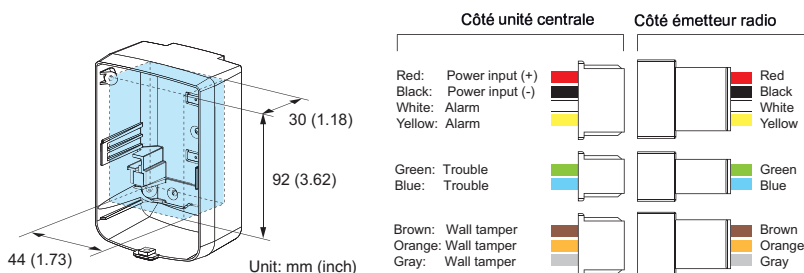 Côté unité centrale
Côté émetteur radio
Red: Power input (+)
Black: Power input (-)
White: Alarm
Yellow: Alarm
Red
Black
White
Yellow
Green: Trouble
Blue: Trouble
Green
Blue
Brown: Wall tamper
Orange: Wall tamper
Gray: Wall tamper
Brown
Orange
Gray
30 (1.18)
92 (3.62)
44 (1.73)
Unit: mm (inch)